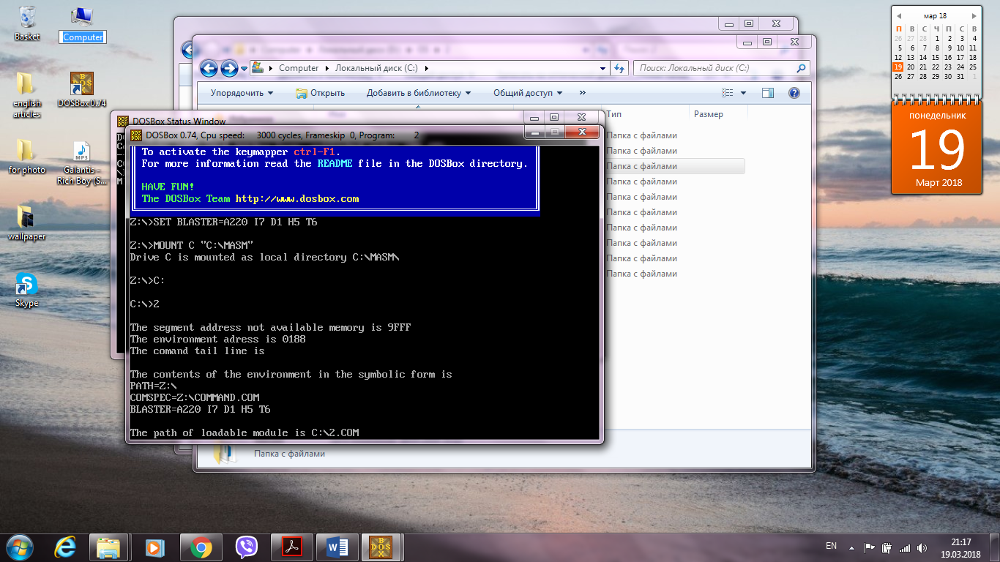 Basket
Computer
english
articles
DOSBox 0.74
for photo
MP3
Galantis -
Rich Boy (S...
wallpaper
Skype
Computer
Локальный диск (C:)
Поиск: Локальный диск (C:)
Упорядочить
Открыть
Добавить в библиотеку
Общий доступ
»
Тип
Размер
Папка с файлами
Папка с файлами
Папка с файлами
Папка с файлами
Папка с файлами
Папка с файлами
Папка с файлами
Папка с файлами
Папка с файлами
Папка с файлами
Папка с файлами
DOSBox Status Window
DOSBox 0.74, Cpu speed: 3000 cycles, Frameskip 0, Program: 2
To activate the keymapper ctrl-F1.
For more information read the README file in the DOSBox directory.
HAVE FUN!
The DOSBox Team http://www.dosbox.com
Z:\>SET BLASTER=A220 I7 D1 H5 T6
Z:\>MOUNT C "C:\MASM"
Drive C is mounted as local directory C:\MASM\
Z:\>C:
C:\>2
The segment address not available memory is 9FFF
The environment adress is 0188
The comand tail line is
The contents of the environment in the symbolic form is
PATH=Z:\
COMSPEC=Z:\COMMAND.COM
BLASTER=A220 I7 D1 H5 T6
The path of loadable module is C:\2.COM
мар 18
П В С Ч П С В
26 27 28 1 2 3 4
5 6 7 8 9 10 11
12 13 14 15 16 17 18
19 20 21 22 23 24 25
26 27 28 29 30 31 1
понедельник
19
Март 2018
EN
21:17
19.03.2018